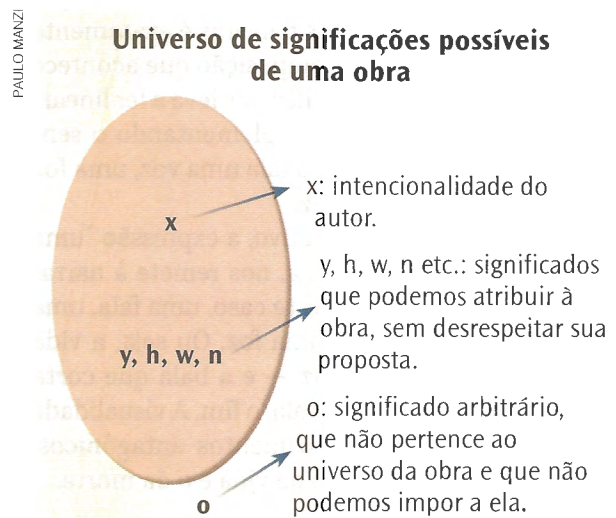 PAULO MANZI
Universo de significações possíveis
de uma obra
x
x: intencionalidade do
autor.
y, h, w, n
y, h, w, n etc.: significados
que podemos atribuir à
obra, sem desrespeitar sua
proposta.
o
o: significado arbitrário,
que não pertence ao
universo da obra e que não
podemos impor a ela.